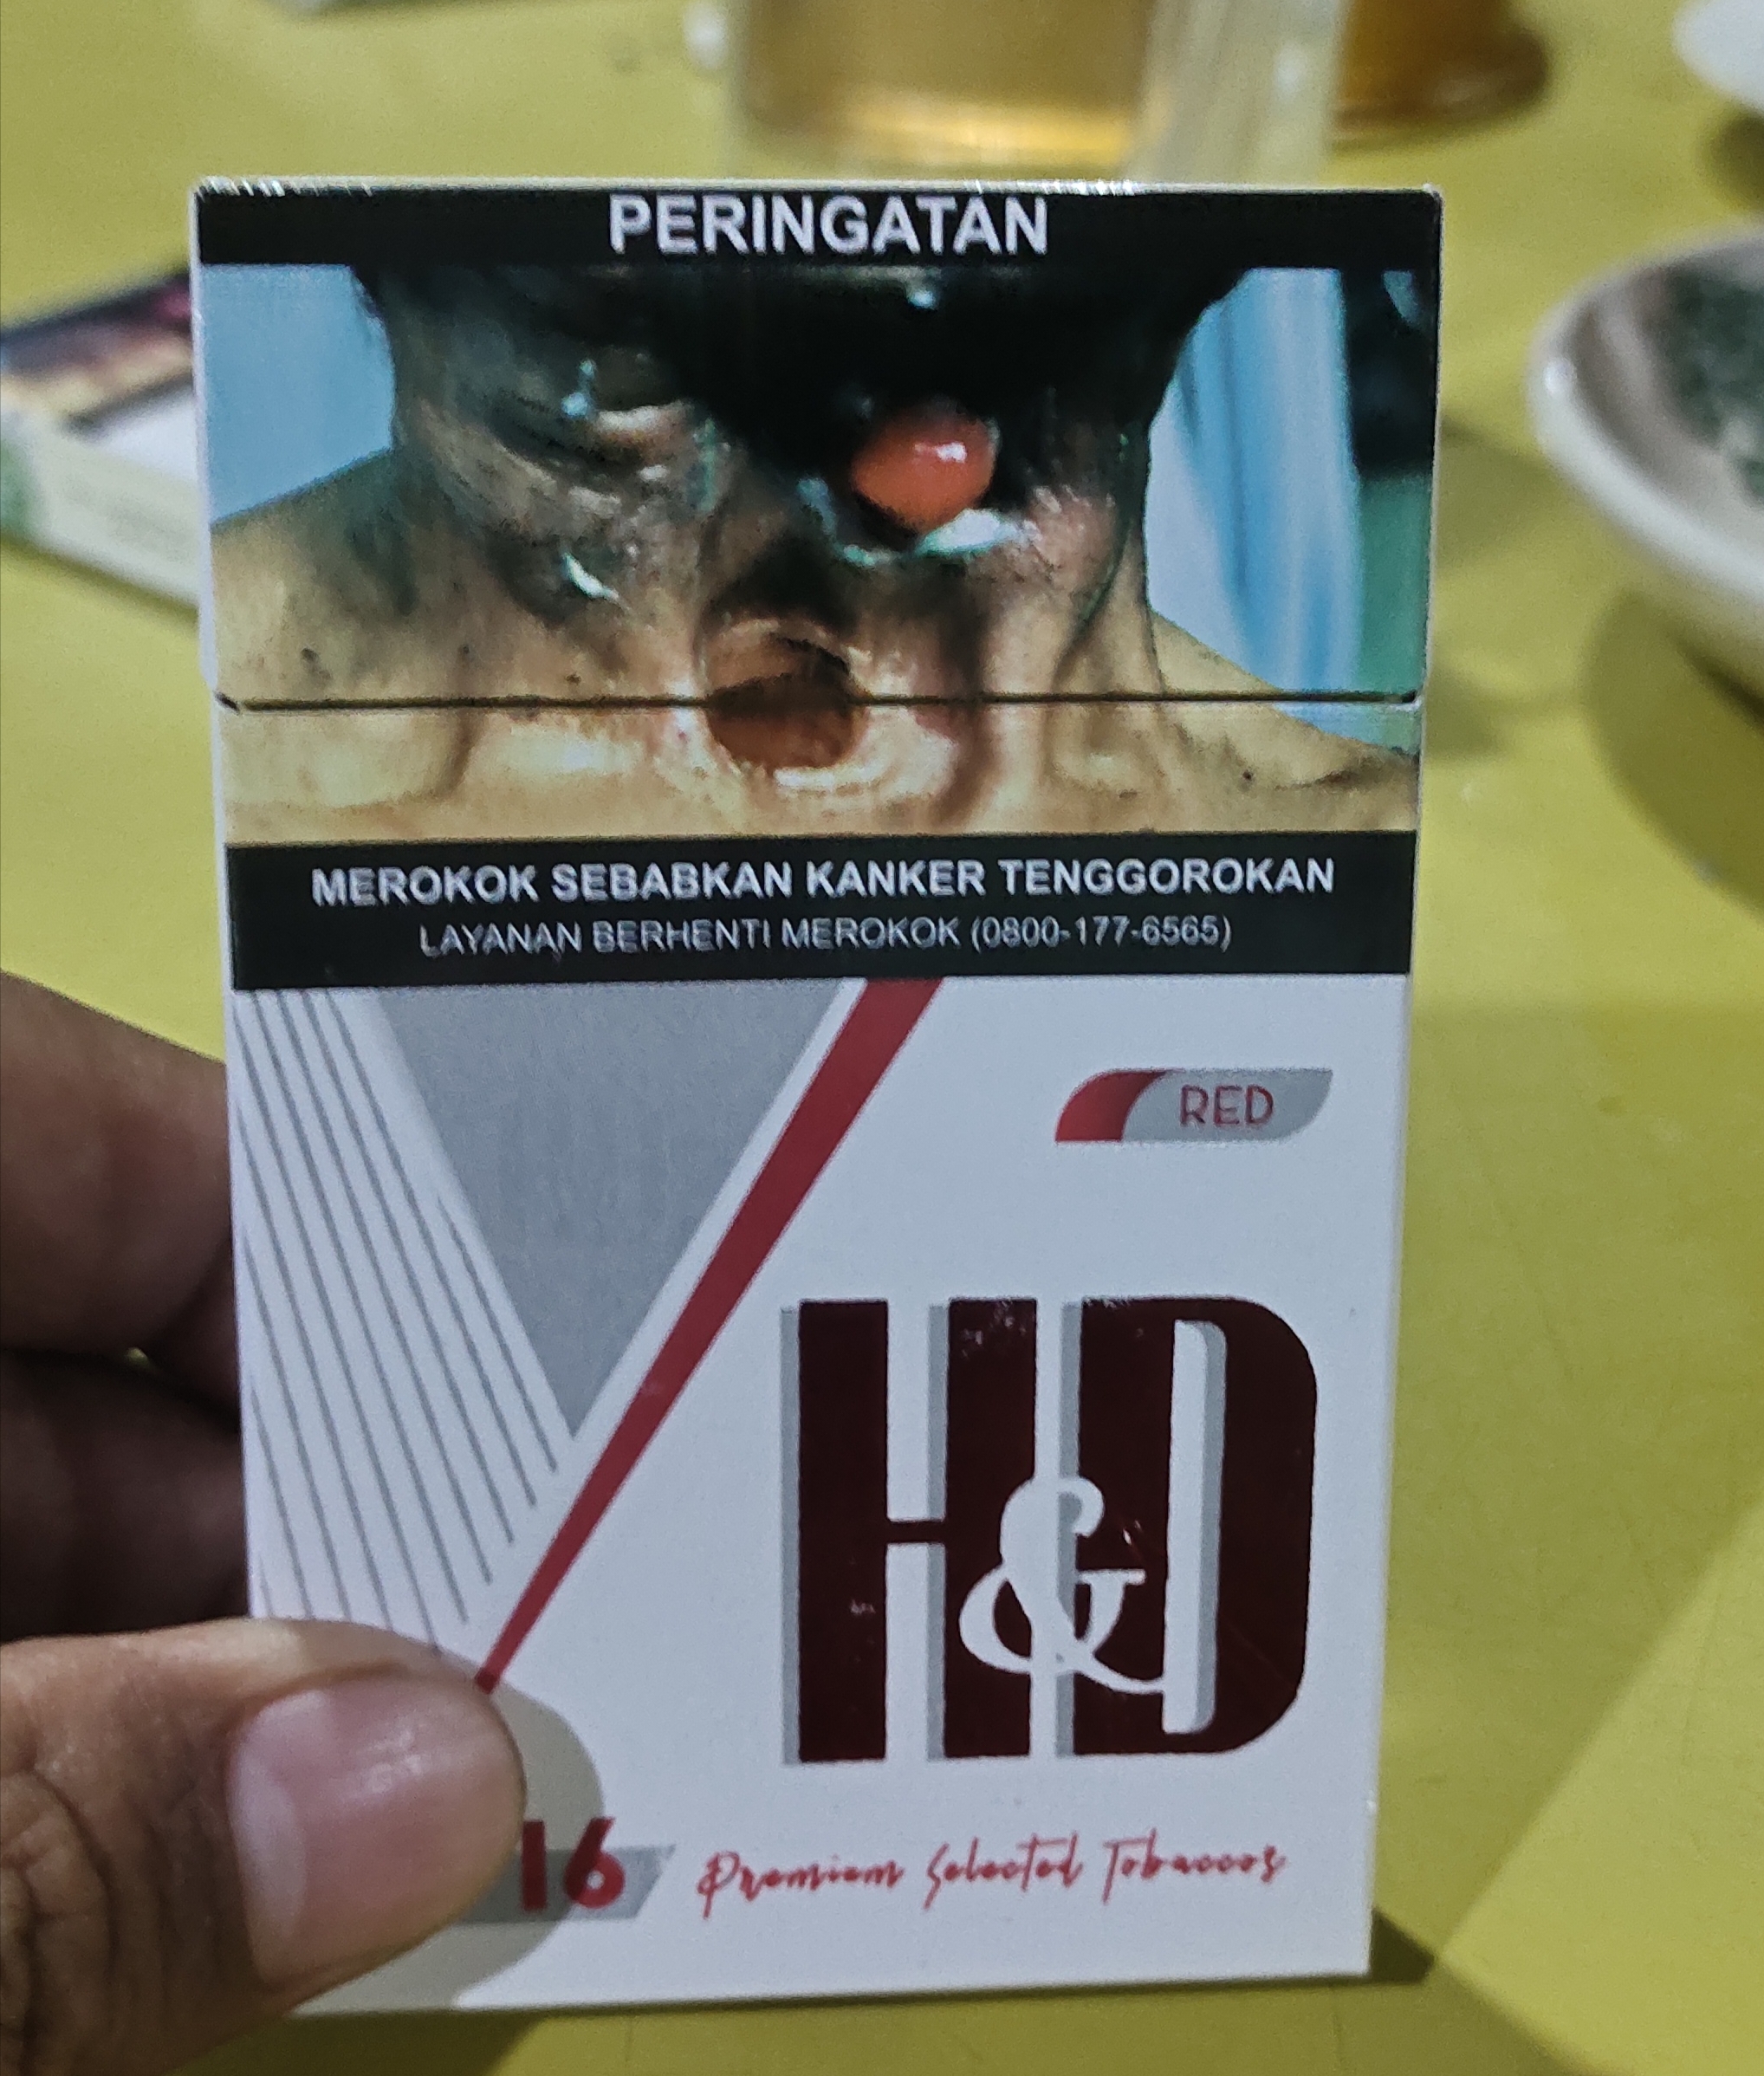 PERINGATAN
MEROKOK SEBABKAN KANKER TENGGOROKAN
LAYANAN BERHENTI MEROKOK (0800-177-6565)
RED
H&D
16
Premium Selected Tobaccos